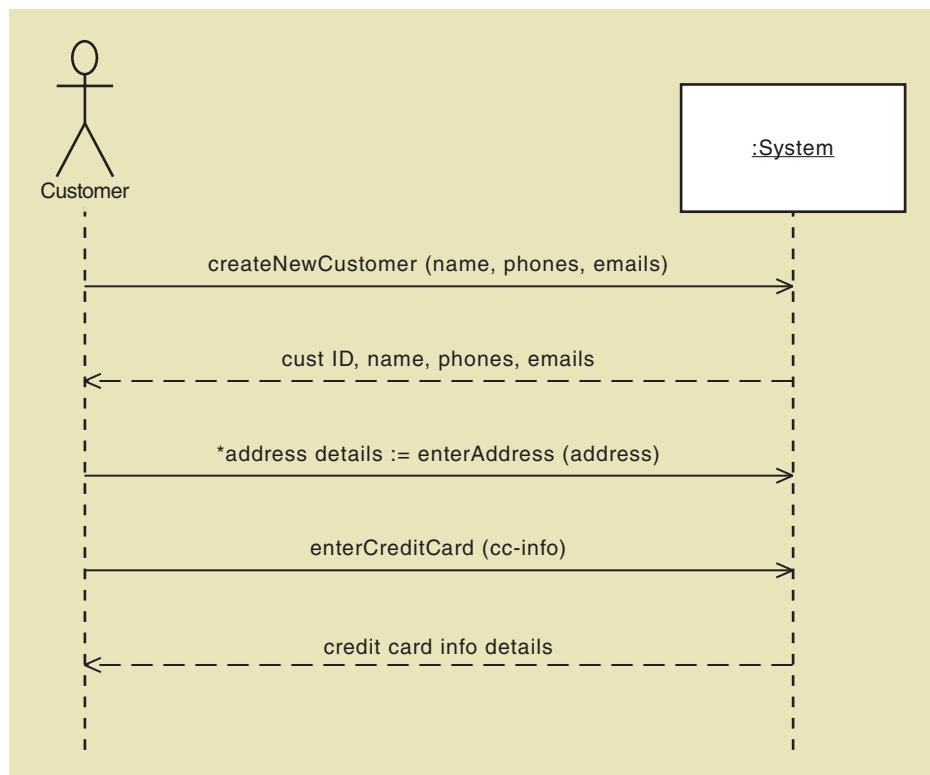 :System
Customer
createNewCustomer (name, phones, emails)
cust ID, name, phones, emails
*address details := enterAddress (address)
enterCreditCard (cc-info)
credit card info details